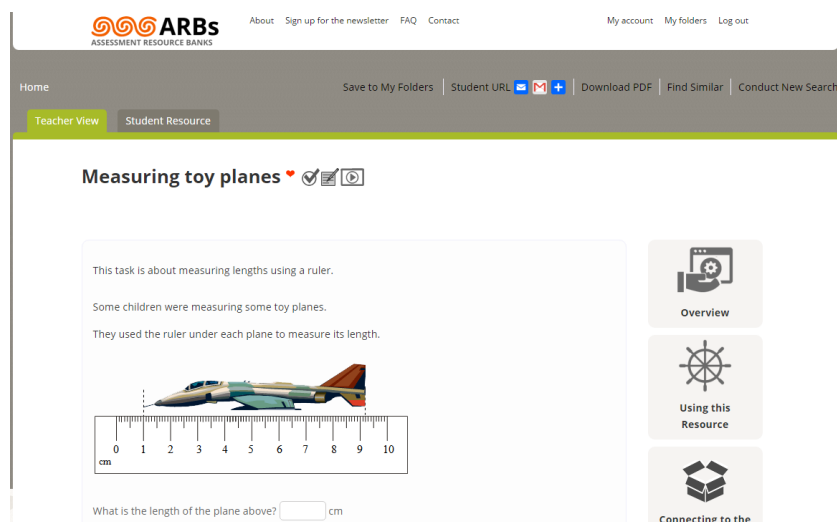 ARBs
ASSESSMENT RESOURCE BANKS
About Sign up for the newsletter FAQ Contact
My account My folders Log out
Home
Save to My Folders Student URL Download PDF Find Similar Conduct New Search
Teacher View Student Resource
Measuring toy planes
This task is about measuring lengths using a ruler.
Some children were measuring some toy planes.
They used the ruler under each plane to measure its length.
0 1 2 3 4 5 6 7 8 9 10
cm
What is the length of the plane above? cm
Overview
Using this
Resource
Connecting to the